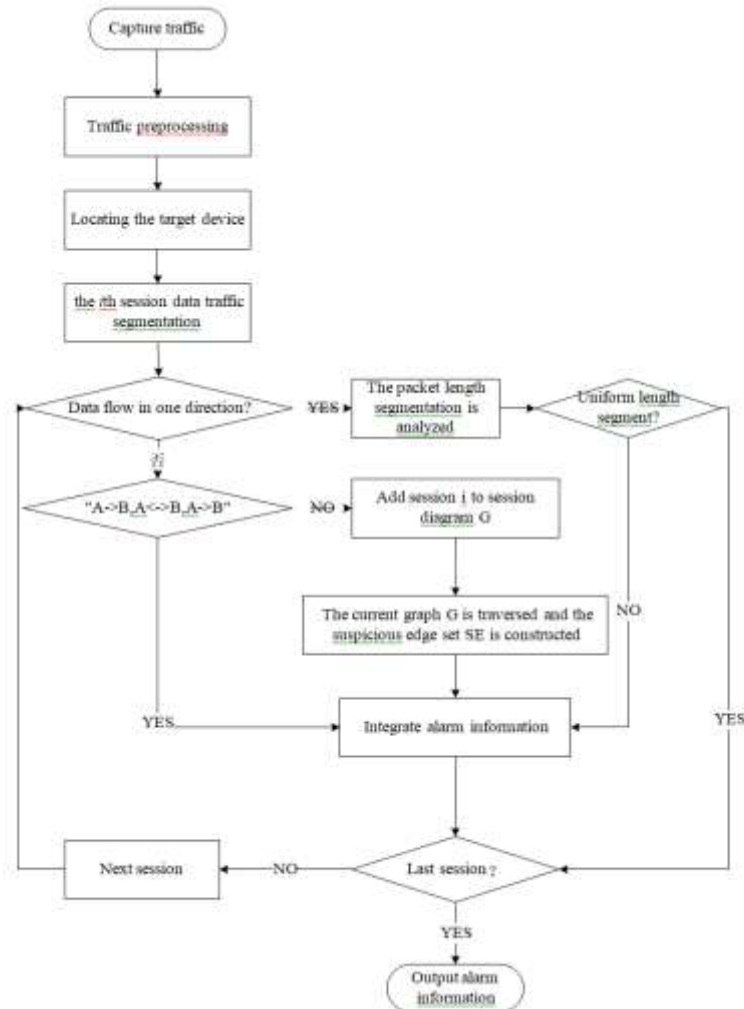 Capture traffic
Traffic preprocessing
Locating the target device
the ith session data traffic
segmentation
Data flow in one direction?
YES
The packet length
segmentation is
analyzed
Uniform length
segment?
"A->B,A<->B,A->B"
NO
Add session i to session
diagram G
The current graph G is traversed and the
suspicious edge set SE is constructed
NO
YES
Integrate alarm information
YES
Next session
NO
Last session?
YES
Output alarm
information